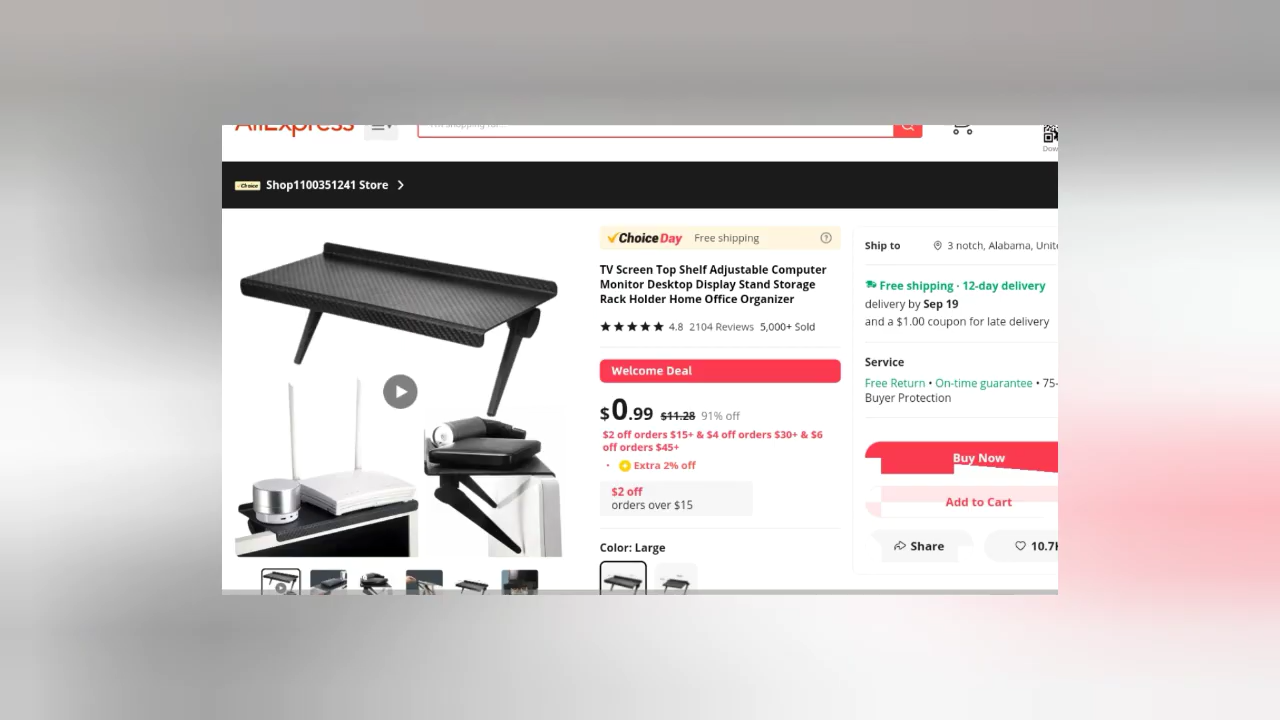 AliExpress
Shop1100351241 Store
Choice
ChoiceDay Free shipping
TV Screen Top Shelf Adjustable Computer
Monitor Desktop Display Stand Storage
Rack Holder Home Office Organizer
4.8 2104 Reviews 5,000+ Sold
Welcome Deal
$0.99 $11.28 91% off
$2 off orders $15+ & $4 off orders $30+ & $6
off orders $45+
Extra 2% off
$2 off
orders over $15
Color: Large
Ship to 3 notch, Alabama, Unite
Free shipping · 12-day delivery
delivery by Sep 19
and a $1.00 coupon for late delivery
Service
Free Return • On-time guarantee • 75-
Buyer Protection
Buy Now
Add to Cart
Share
10.7